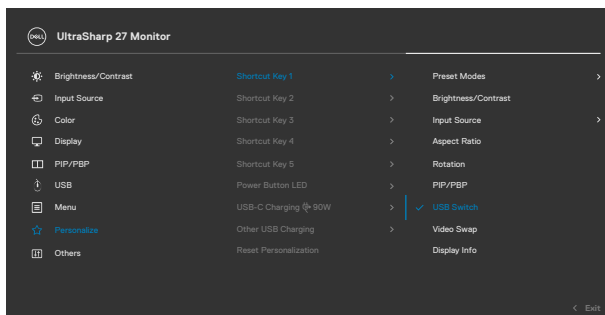 DELL UltraSharp 27 Monitor
Brightness/Contrast
Input Source
Color
Display
PIP/PBP
USB
Menu
Personalize
Others
Shortcut Key 1
Shortcut Key 2
Shortcut Key 3
Shortcut Key 4
Shortcut Key 5
Power Button LED
USB-C Charging 90W
Other USB Charging
Reset Personalization
Preset Modes
Brightness/Contrast
Input Source
Aspect Ratio
Rotation
PIP/PBP
USB Switch
Video Swap
Display Info
Exit